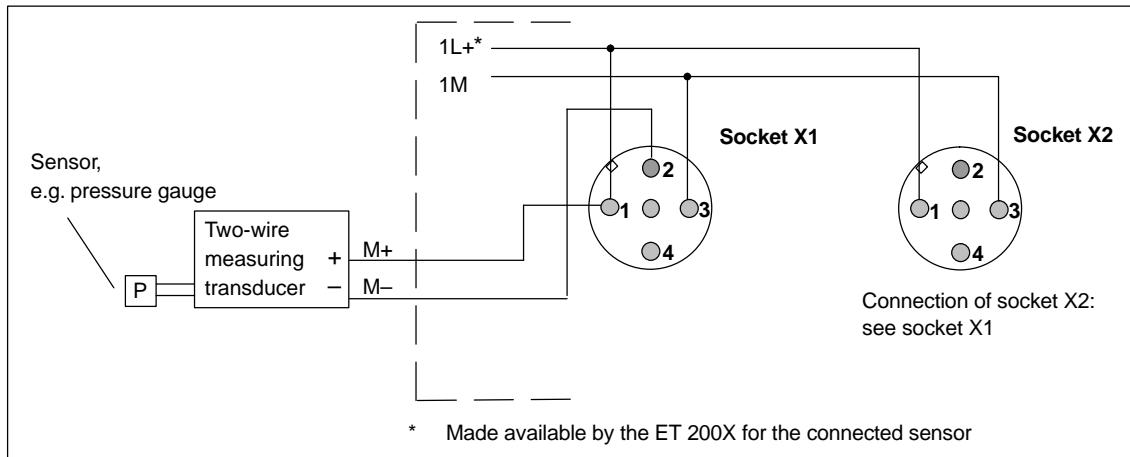 1L+*
1M
Socket X1
Socket X2
Sensor,
e.g. pressure gauge
2
2
1
3
1
3
4
4
Two-wire
measuring
transducer
+
–
M+
M–
P
Connection of socket X2:
see socket X1
* Made available by the ET 200X for the connected sensor